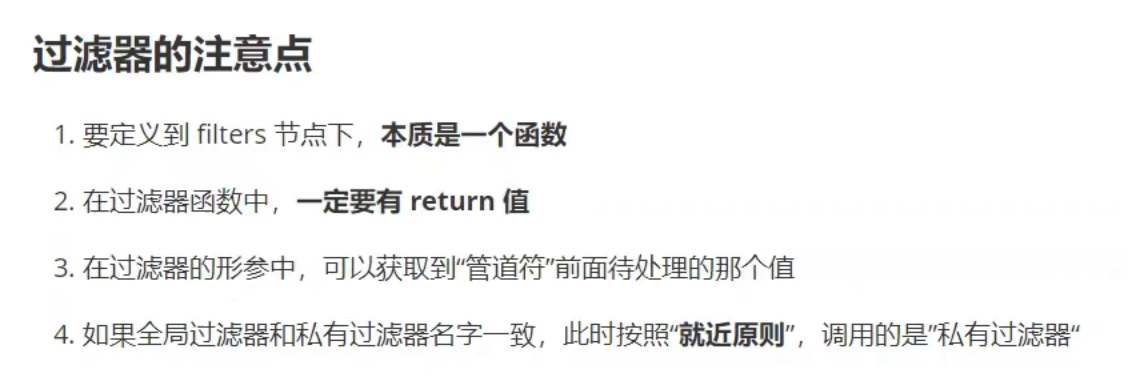 过滤器的注意点
1. 要定义到 filters 节点下，本质是一个函数
2. 在过滤器函数中，一定要有 return 值
3. 在过滤器的形参中，可以获取到“管道符”前面待处理的那个值
4. 如果全局过滤器和私有过滤器名字一致，此时按照“就近原则”，调用的是”私有过滤器“